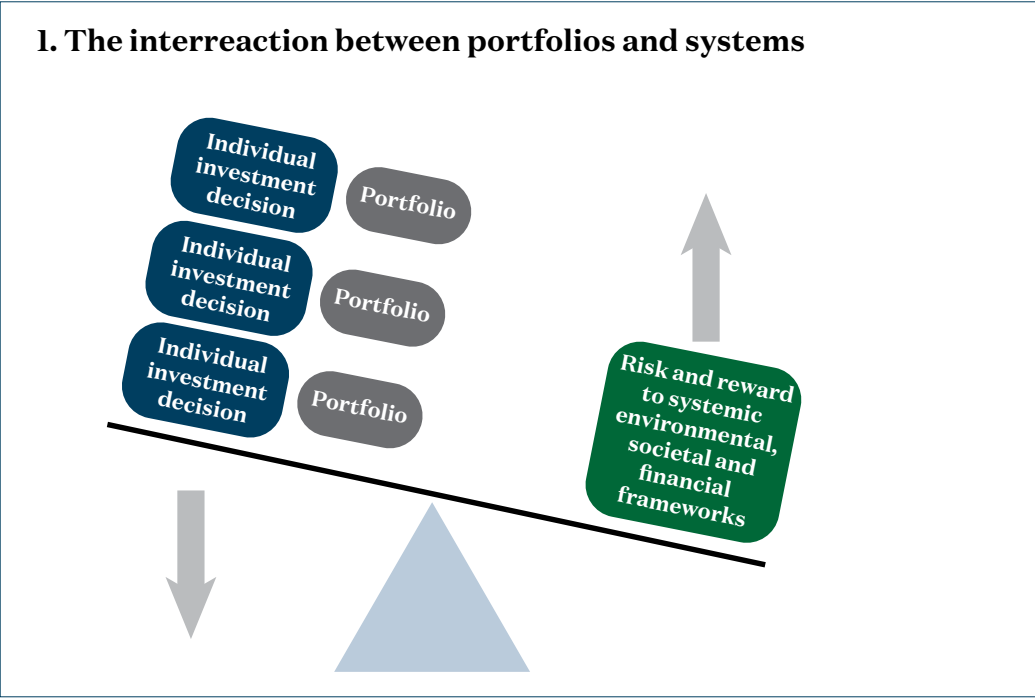 1. The interreaction between portfolios and systems
Individual
investment
decision
Portfolio
Individual
investment
decision
Portfolio
Individual
investment
decision
Portfolio
Risk and reward
to systemic
environmental,
societal and
financial
frameworks